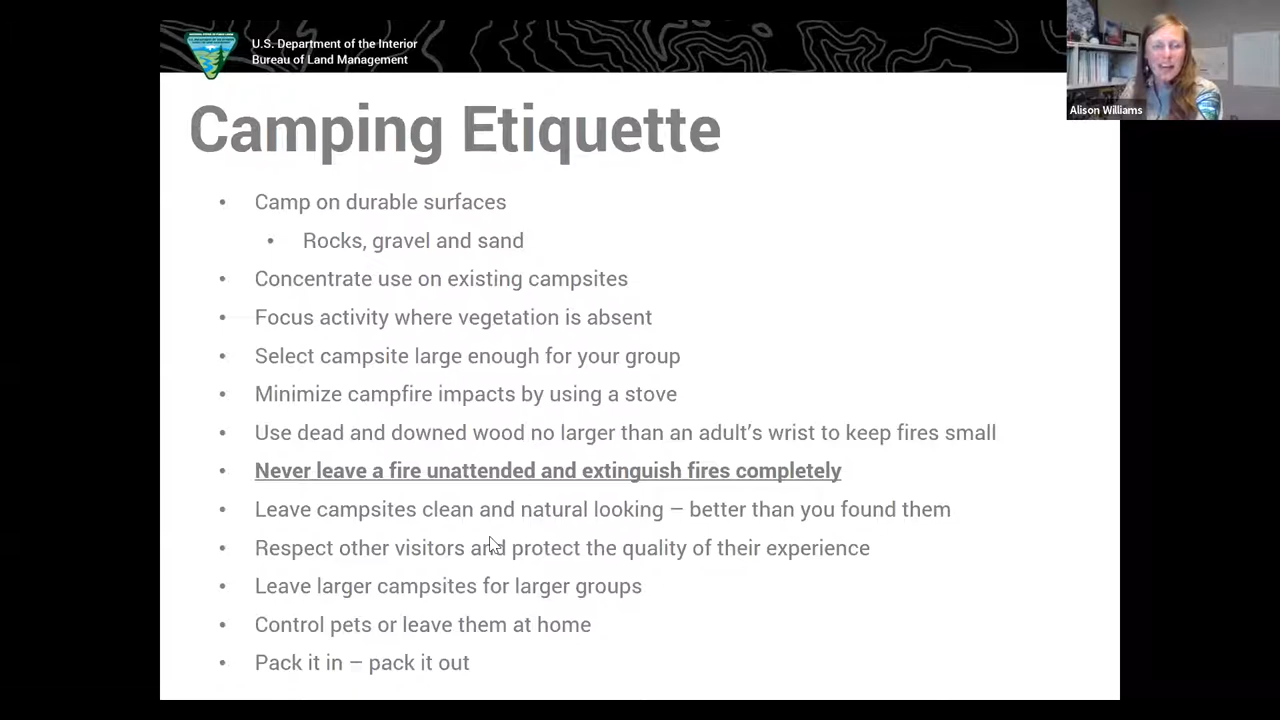 U.S. Department of the Interior
Bureau of Land Management
Alison Williams
Camping Etiquette
• Camp on durable surfaces
• Rocks, gravel and sand
• Concentrate use on existing campsites
• Focus activity where vegetation is absent
• Select campsite large enough for your group
• Minimize campfire impacts by using a stove
• Use dead and downed wood no larger than an adult’s wrist to keep fires small
• Never leave a fire unattended and extinguish fires completely
• Leave campsites clean and natural looking – better than you found them
• Respect other visitors and protect the quality of their experience
• Leave larger campsites for larger groups
• Control pets or leave them at home
• Pack it in – pack it out